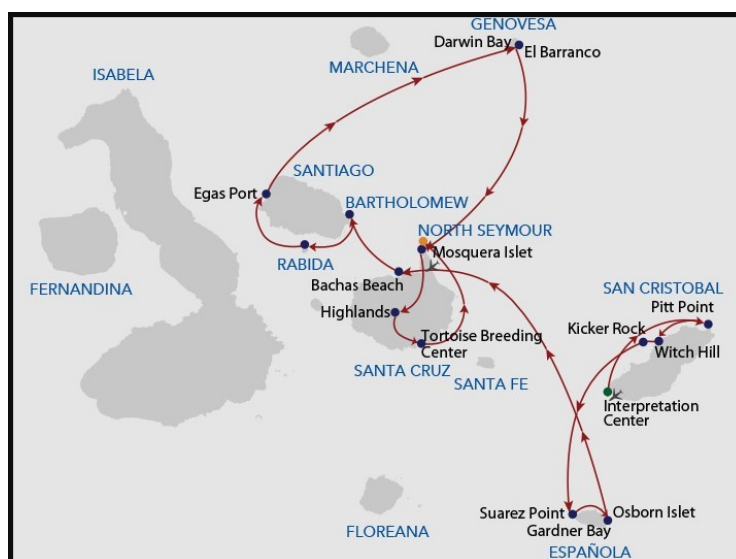 GENOVESA
Darwin Bay
El Barranco
MARCHENA
ISABELA
SANTIAGO
Egas Port
BARTHOLOMEW
NORTH SEYMOUR
Mosquera Islet
RABIDA
FERNANDINA
Bachas Beach
SAN CRISTOBAL
Pitt Point
Highlands
Kicker Rock
Witch Hill
Tortoise Breeding
Center
SANTA CRUZ
SANTA FE
Interpretation
Center
Suarez Point
Osborn Islet
Gardner Bay
FLOREANA
ESPAÑOLA